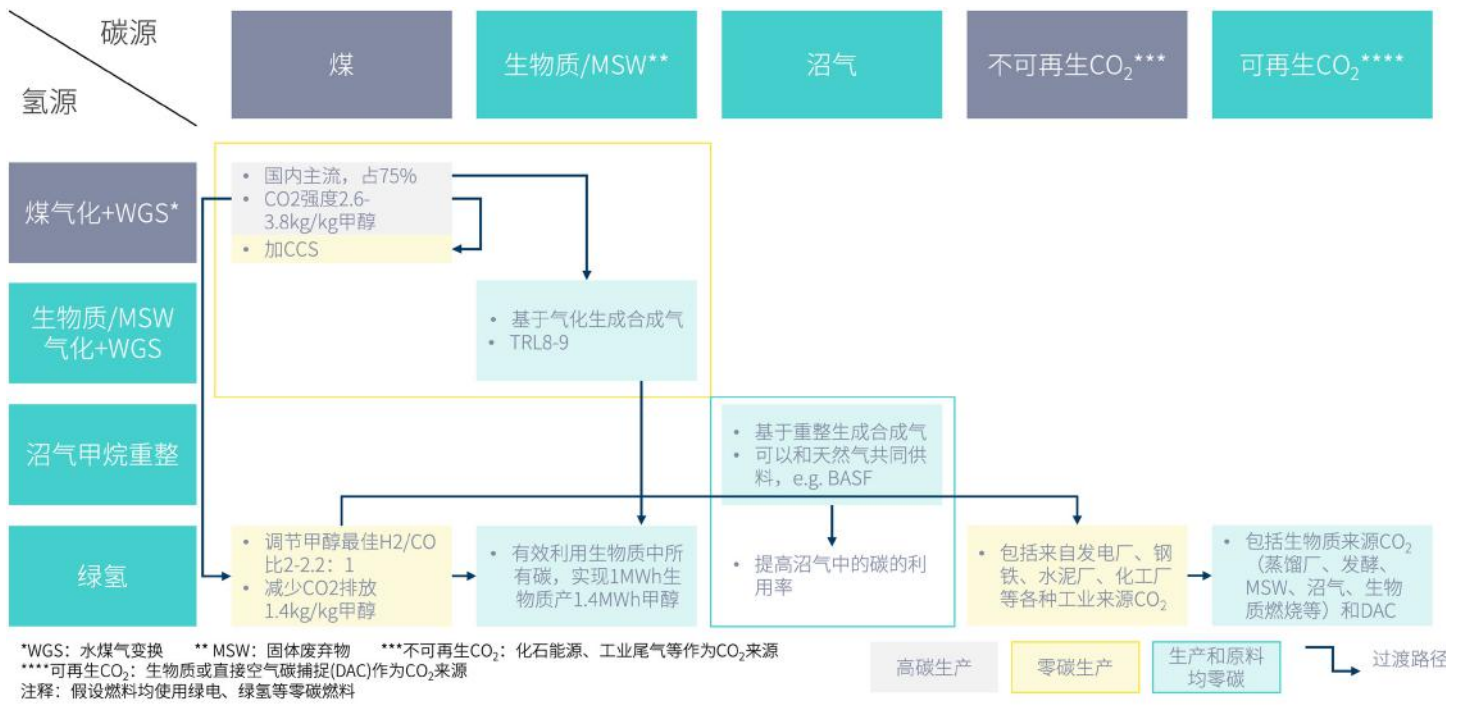 碳源
氢源
煤
生物质/MSW**
沼气
不可再生CO₂***
可再生CO₂****
煤气化+WGS*
• 国内主流，占75%
• CO2强度2.6-
3.8kg/kg甲醇
• 加CCS
生物质/MSW
气化+WGS
• 基于气化生成合成气
• TRL8-9
沼气甲烷重整
• 基于重整生成合成气
• 可以和天然气共同供
料，e.g. BASF
绿氢
• 调节甲醇最佳H2/CO
比2-2.2：1
• 减少CO2排放
1.4kg/kg甲醇
• 有效利用生物质中所
有碳，实现1MWh生
物质产1.4MWh甲醇
• 提高沼气中的碳的利
用率
• 包括来自发电厂、钢
铁、水泥厂、化工厂
等各种工业来源CO₂
• 包括生物质来源CO₂
（蒸馏厂、发酵、
MSW、沼气、生物
质燃烧等）和DAC
*WGS：水煤气变换 ** MSW：固体废弃物 ***不可再生CO₂：化石能源、工业尾气等作为CO₂来源
****可再生CO₂：生物质或直接空气碳捕捉(DAC)作为CO₂来源
注释：假设燃料均使用绿电、绿氢等零碳燃料
高碳生产
零碳生产
生产和原料
均零碳
过渡路径